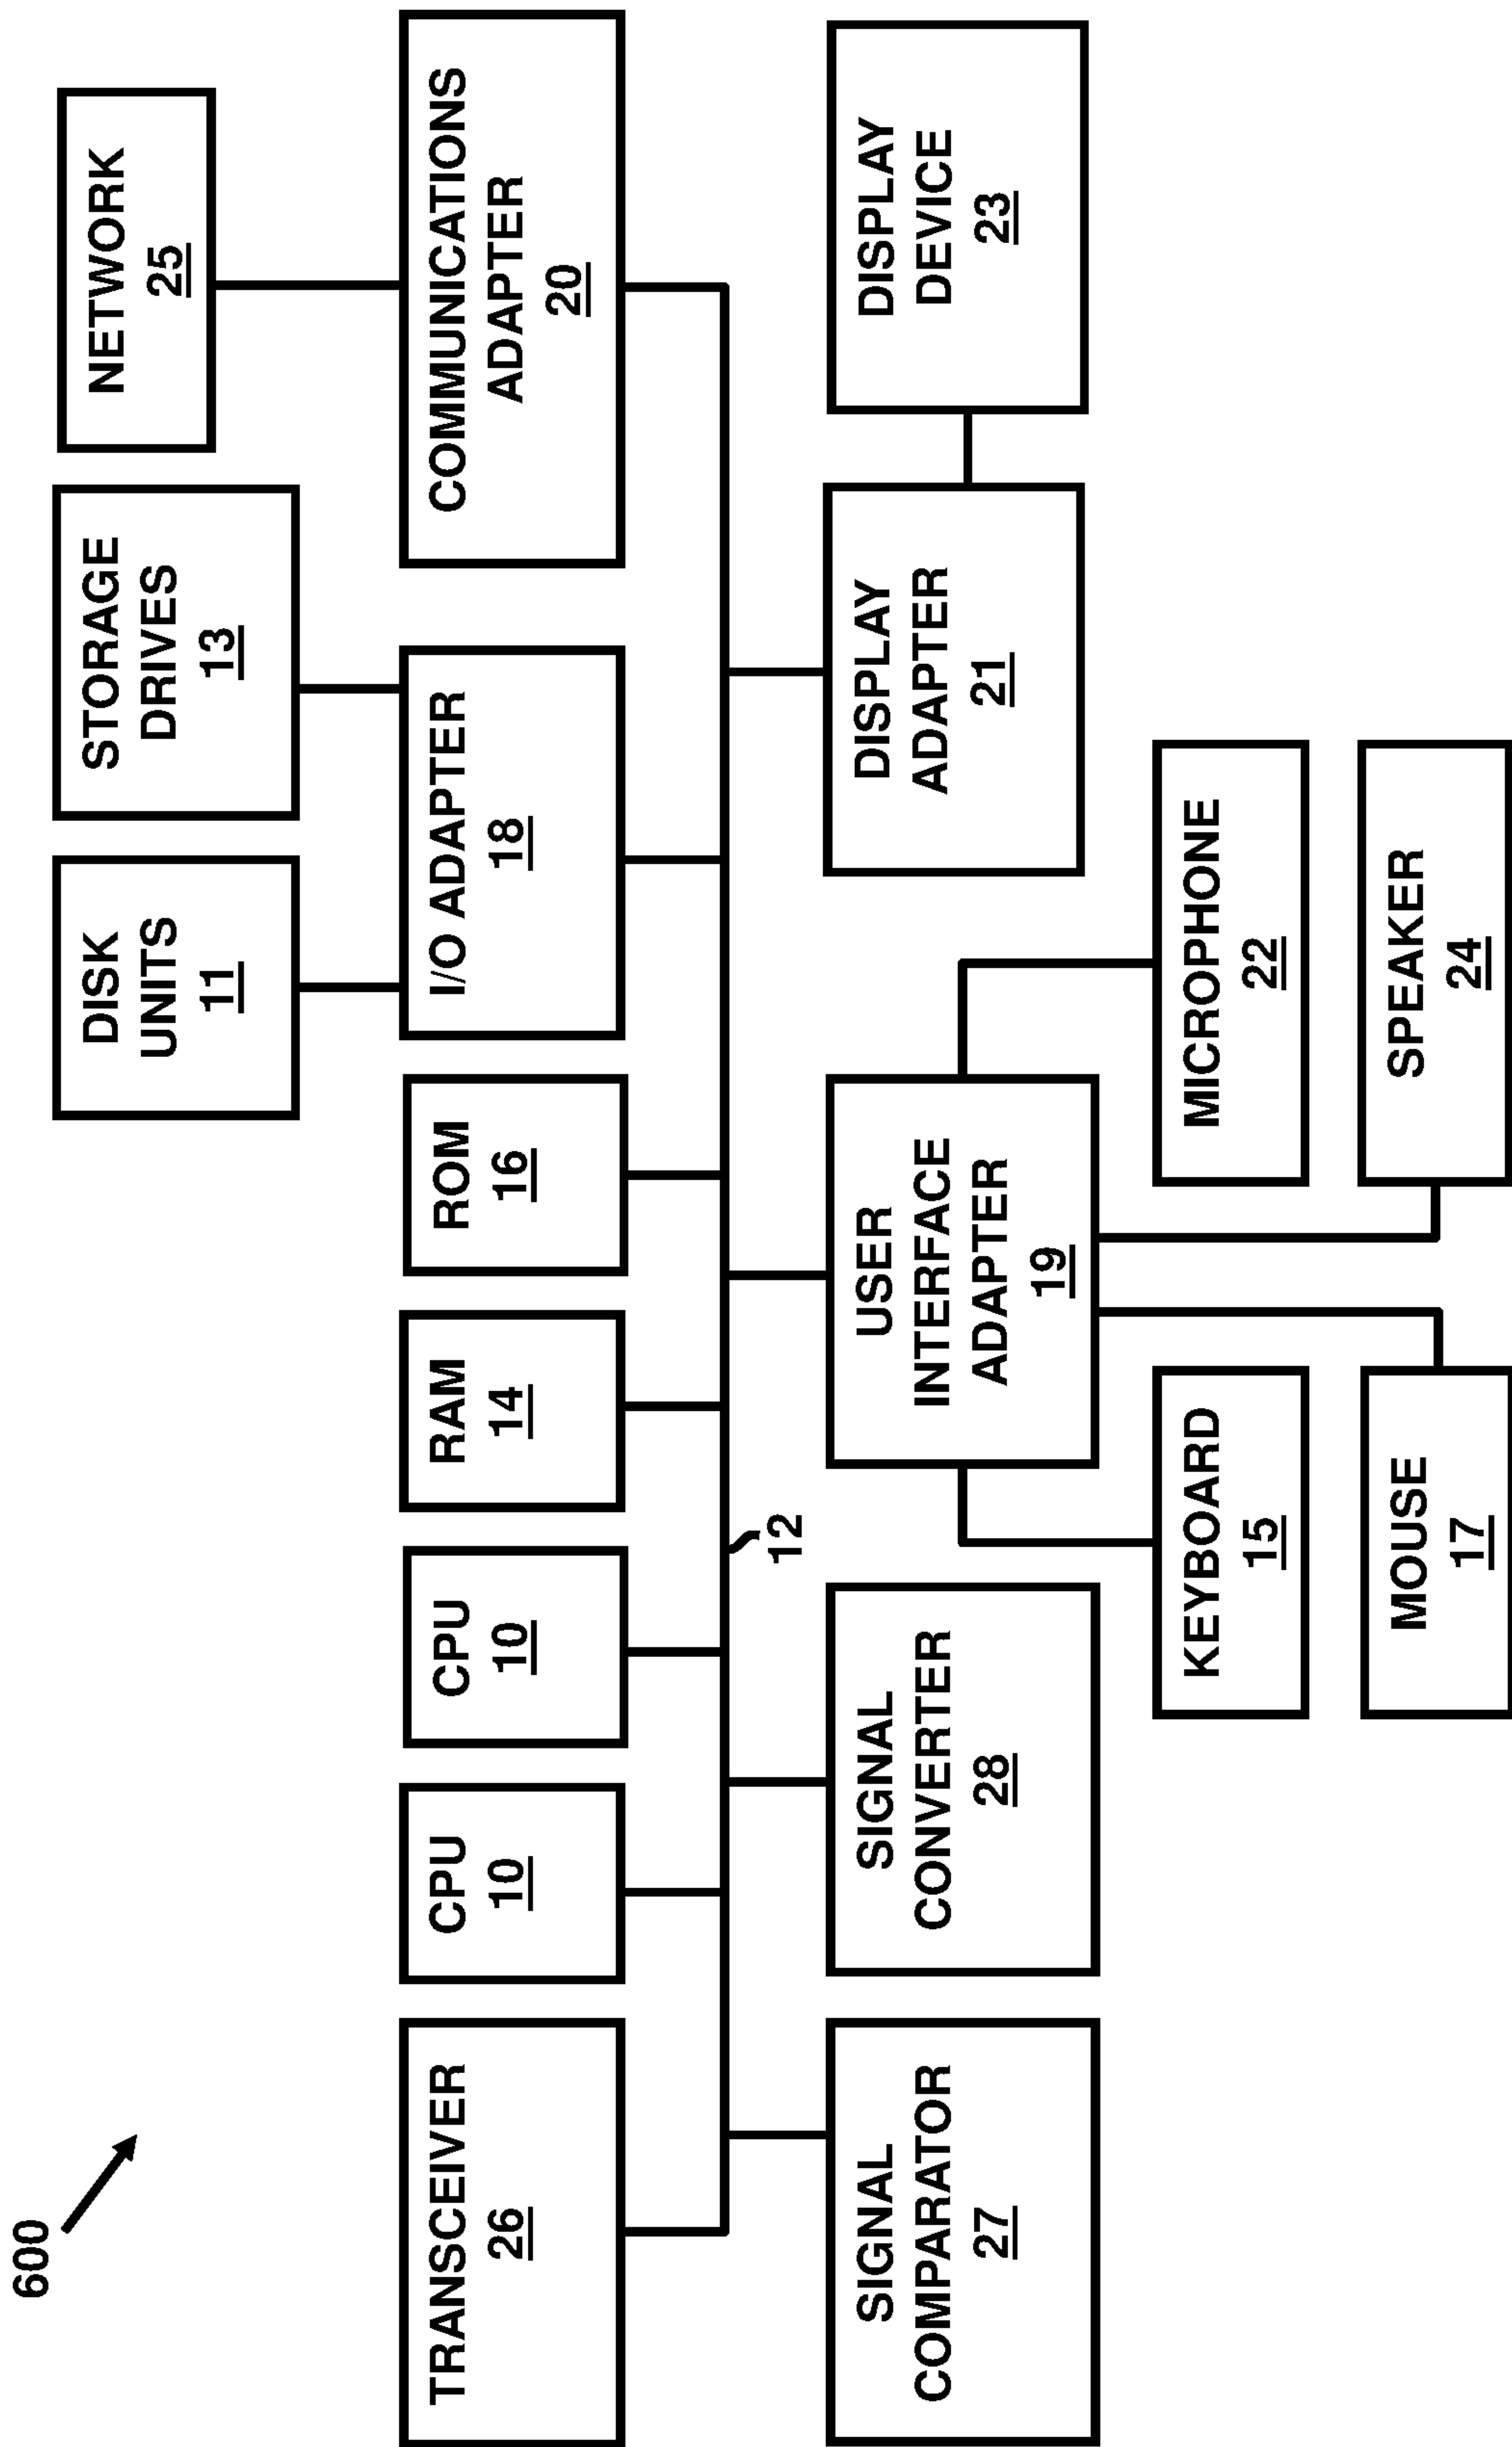 600
DISK
UNITS
11
STORAGE
DRIVES
13
NETWORK
25
TRANSCEIVER
26
CPU
10
CPU
10
RAM
14
ROM
16
I/O ADAPTER
18
COMMUNICATIONS
ADAPTER
20
12
SIGNAL
COMPARATOR
27
SIGNAL
CONVERTER
28
USER
INTERFACE
ADAPTER
19
DISPLAY
ADAPTER
21
DISPLAY
DEVICE
23
KEYBOARD
15
MICROPHONE
22
MOUSE
17
SPEAKER
24